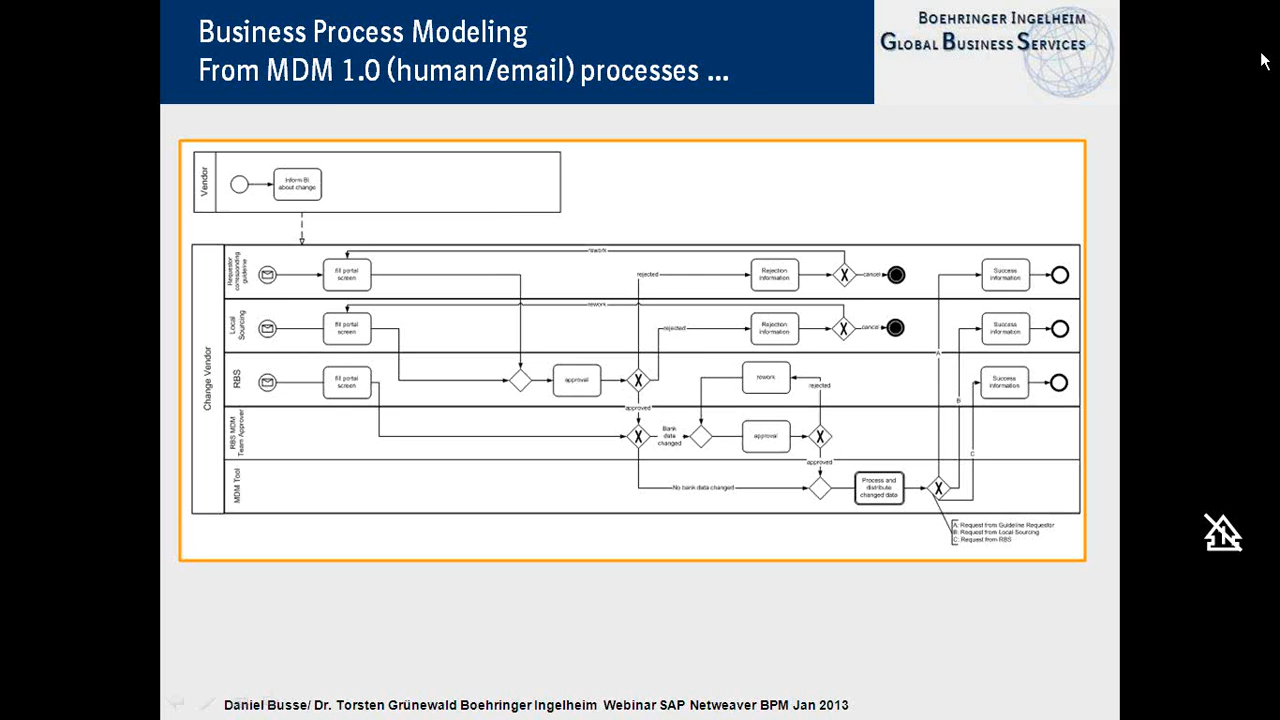 Business Process Modeling
From MDM 1.0 (human/email) processes ...
BOEHRINGER INGELHEIM
GLOBAL BUSINESS SERVICES
Vendor
Inform BI
about change
Change Vendor
Requestor
corresponding
guideline
fill portal
screen
rework
rejected
Rejection
information
X
cancel
Success
information
Local
Sourcing
fill portal
screen
rework
rejected
Rejection
information
X
cancel
Success
information
A
RBS
fill portal
screen
approval
X
rework
rejected
Success
information
B
approved
RBS MDM
Team Approver
X
Bank
data
changed
approval
X
C
approved
MDM Tool
No bank data changed
Process and
distribute
changed data
X
A: Request from Guideline Requestor
B: Request from Local Sourcing
C: Request from RBS
Daniel Busse/ Dr. Torsten Grünewald Boehringer Ingelheim Webinar SAP Netweaver BPM Jan 2013